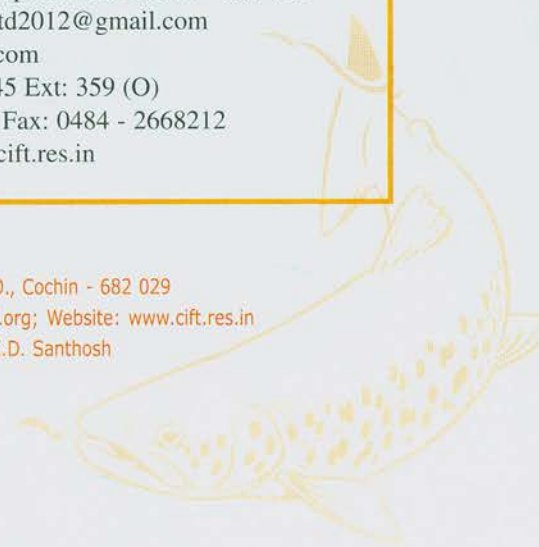 td2012@gmail.com
com
45 Ext: 359 (O)
Fax: 0484 - 2668212
cift.res.in
O., Cochin - 682 029
.org; Website: www.cift.res.in
.D. Santhosh